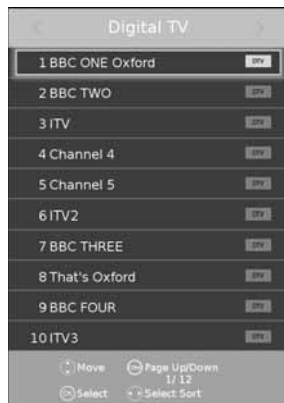 Digital TV
1 BBC ONE Oxford DTV
2 BBC TWO DTV
3 ITV DTV
4 Channel 4 DTV
5 Channel 5 DTV
6 ITV2 DTV
7 BBC THREE DTV
8 That's Oxford DTV
9 BBC FOUR DTV
10 ITV3 DTV
Move Page Up/Down
1/ 12
OK Select Select Sort